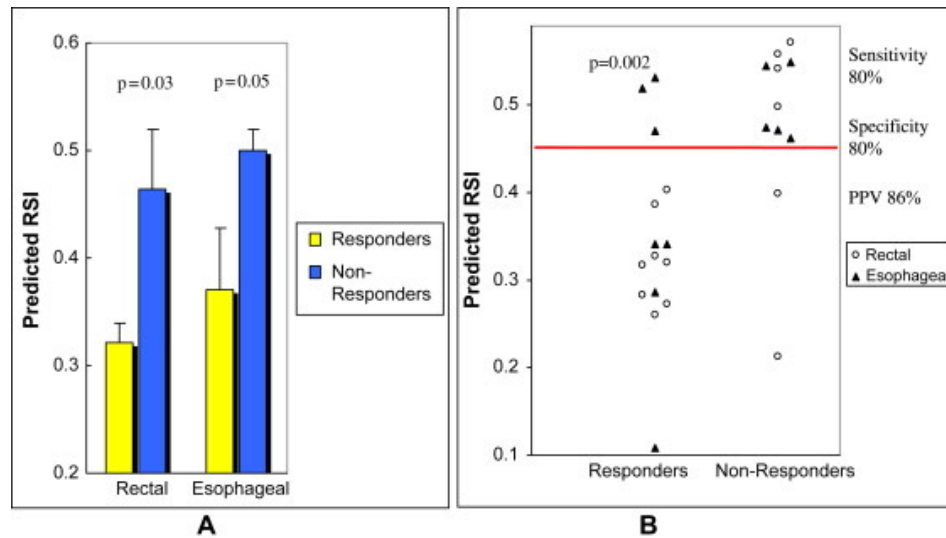 0.6
0.5
0.4
0.3
0.2
Predicted RSI
p=0.03
p=0.05
Rectal
Esophageal
Responders
Non-
Responders
A
0.5
0.4
0.3
0.2
0.1
Predicted RSI
p=0.002
Responders
Non-Responders
Sensitivity
80%
Specificity
80%
PPV 86%
Rectal
Esophageal
B